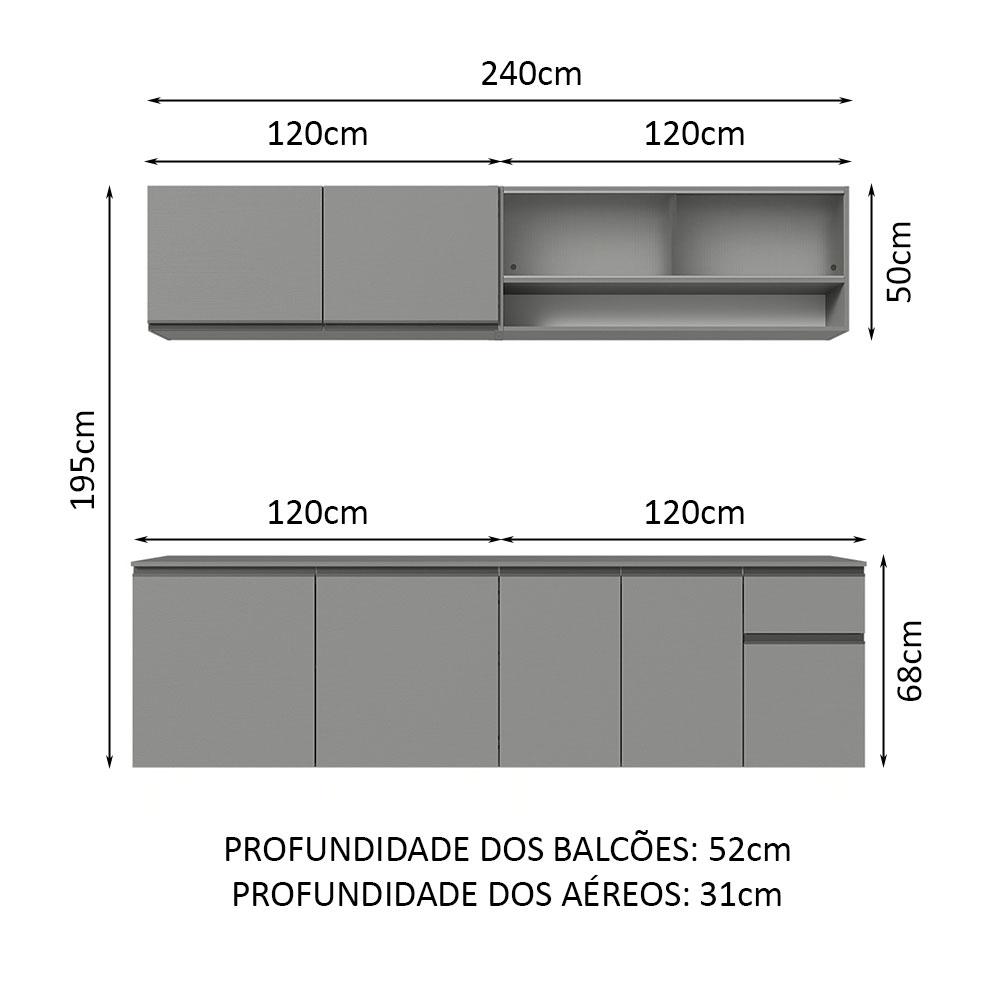 240cm
120cm 120cm
50cm
195cm
120cm 120cm
68cm
PROFUNDIDADE DOS BALCÕES: 52cm
PROFUNDIDADE DOS AÉREOS: 31cm